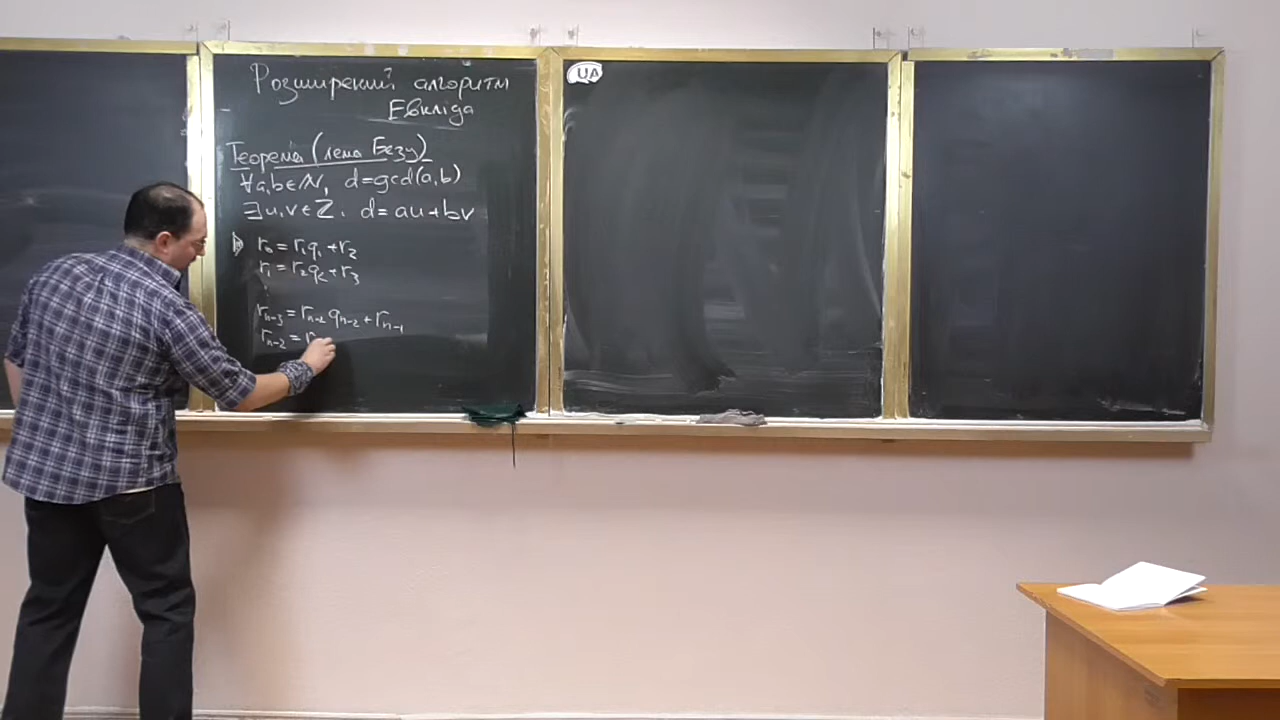 Розширений алгоритм
Евкліда
Теорема (лема Безу)
∀a,b∈ℕ, d=gcd(a,b)
∃u,v∈ℤ: d=au+bv
r₀=r₁q₁+r₂
r₁=r₂q₂+r₃
rₙ₋₃=rₙ₋₂qₙ₋₂+rₙ₋₁
rₙ₋₂=r
UA